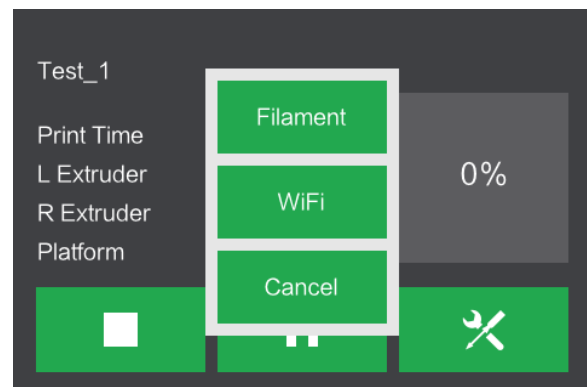 Test_1
Print Time
L Extruder
R Extruder
Platform
Filament
WiFi
Cancel
0%